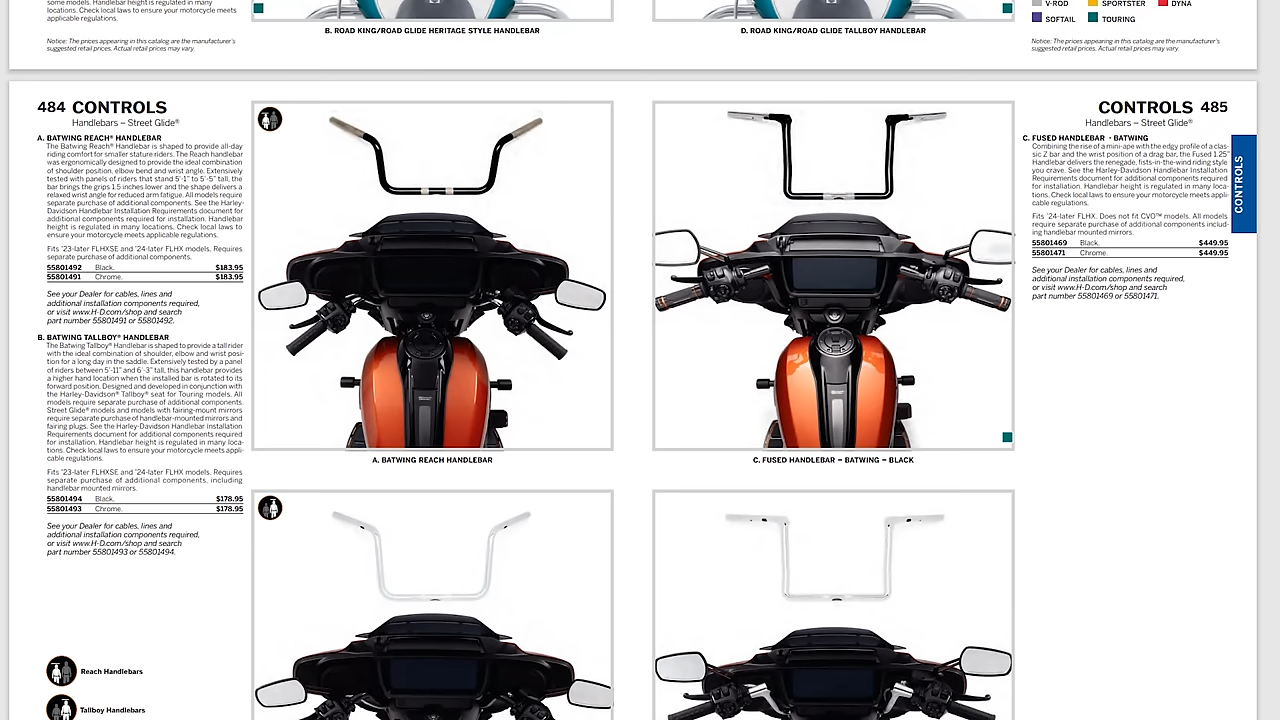 some models. Handlebar height is regulated in many
locations. Check local laws to ensure your motorcycle meets
applicable regulations.
Notice: The prices appearing in this catalog are the manufacturer's
suggested retail prices. Actual retail prices may vary.
B. ROAD KING/ROAD GLIDE HERITAGE STYLE HANDLEBAR
D. ROAD KING/ROAD GLIDE TALLBOY HANDLEBAR
V-ROD
SPORTSTER
DYNA
SOFTAIL
TOURING
Notice: The prices appearing in this catalog are the manufacturer's
suggested retail prices. Actual retail prices may vary.
484 CONTROLS
Handlebars – Street Glide®
A. BATWING REACH® HANDLEBAR
The Batwing Reach® Handlebar is shaped to provide all-day
riding comfort for smaller stature riders. The Reach handlebar
was ergonomically designed to provide the ideal combination
of shoulder position, elbow bend and wrist angle. Extensively
tested with panels of riders that stand 5'-1" to 5'-5" tall, the
bar brings the grips 1.5 inches lower and the shape delivers a
relaxed wrist angle for reduced arm fatigue. All models require
separate purchase of additional components. See the Harley-
Davidson Handlebar Installation Requirements document for
additional components required for installation. Handlebar
height is regulated in many locations. Check local laws to
ensure your motorcycle meets applicable regulations.
Fits '23-later FLHXSE and '24-later FLHX models. Requires
separate purchase of additional components.
55801492 Black. $183.95
55801491 Chrome. $183.95
See your Dealer for cables, lines and
additional installation components required,
or visit www.H-D.com/shop and search
part number 55801491 or 55801492.
B. BATWING TALLBOY® HANDLEBAR
The Batwing Tallboy® Handlebar is shaped to provide a tall rider
with the ideal combination of shoulder, elbow and wrist posi-
tion for a long day in the saddle. Extensively tested by a panel
of riders between 5'-11" and 6'-3" tall, this handlebar provides
a higher hand location when the installed bar is rotated to its
forward position. Designed and developed in conjunction with
the Harley-Davidson® Tallboy® seat for Touring models. All
models require separate purchase of additional components.
Street Glide® models and models with fairing-mount mirrors
require separate purchase of handlebar-mounted mirrors and
fairing plugs. See the Harley-Davidson Handlebar Installation
Requirements document for additional components required
for installation. Handlebar height is regulated in many loca-
tions. Check local laws to ensure your motorcycle meets appli-
cable regulations.
Fits '23-later FLHXSE and '24-later FLHX models. Requires
separate purchase of additional components, including
handlebar mounted mirrors.
55801494 Black. $178.95
55801493 Chrome. $178.95
See your Dealer for cables, lines and
additional installation components required,
or visit www.H-D.com/shop and search
part number 55801493 or 55801494.
Reach Handlebars
Tallboy Handlebars
A. BATWING REACH HANDLEBAR
C. FUSED HANDLEBAR – BATWING – BLACK
CONTROLS 485
Handlebars – Street Glide®
C. FUSED HANDLEBAR - BATWING
Combining the rise of a mini-ape with the edgy profile of a clas-
sic Z bar and the wrist position of a drag bar, the Fused 1.25"
Handlebar delivers the renegade, fists-in-the-wind riding style
you crave. See the Harley-Davidson Handlebar Installation
Requirements document for additional components required
for installation. Handlebar height is regulated in many loca-
tions. Check local laws to ensure your motorcycle meets appli-
cable regulations.
Fits '24-later FLHX. Does not fit CVO™ models. All models
require separate purchase of additional components includ-
ing handlebar mounted mirrors.
55801469 Black. $449.95
55801471 Chrome. $449.95
See your Dealer for cables, lines and
additional installation components required,
or visit www.H-D.com/shop and search
part number 55801469 or 55801471.
CONTROLS